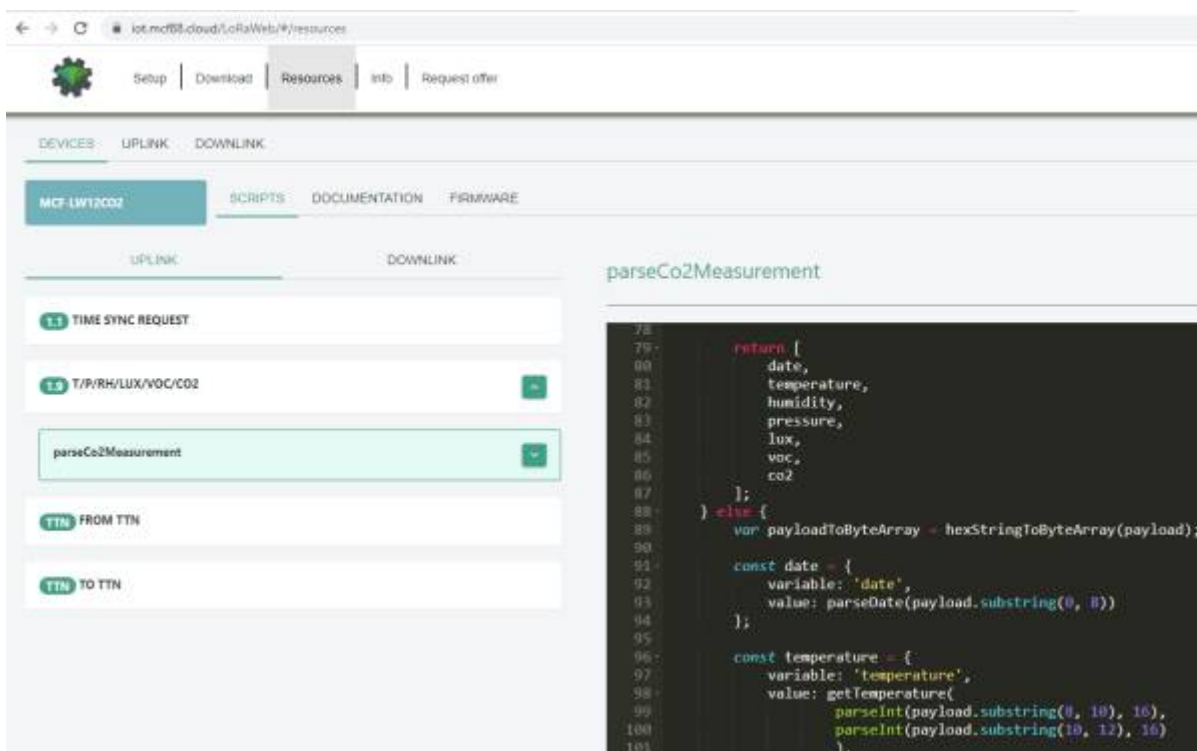 iot.mcf88.cloud/LoRaWeb/#/resources
Setup Download Resources Info Request offer
DEVICES UPLINK DOWNLINK
MCF-LW12CO2 SCRIPTS DOCUMENTATION FIRMWARE
UPLINK DOWNLINK
parseCo2Measurement
1.1 TIME SYNC REQUEST
1.9 T/P/RH/LUX/VOC/CO2
parseCo2Measurement
TTN FROM TTN
TTN TO TTN
78
79 return [
80 date,
81 temperature,
82 humidity,
83 pressure,
84 lux,
85 voc,
86 co2
87 ];
88 } else {
89 var payloadToByteArray = hexStringToByteArray(payload);
90
91 const date = {
92 variable: 'date',
93 value: parseDate(payload.substring(0, 8))
94 };
95
96 const temperature = {
97 variable: 'temperature',
98 value: getTemperature(
99 parseInt(payload.substring(8, 10), 16),
100 parseInt(payload.substring(10, 12), 16)
101 )